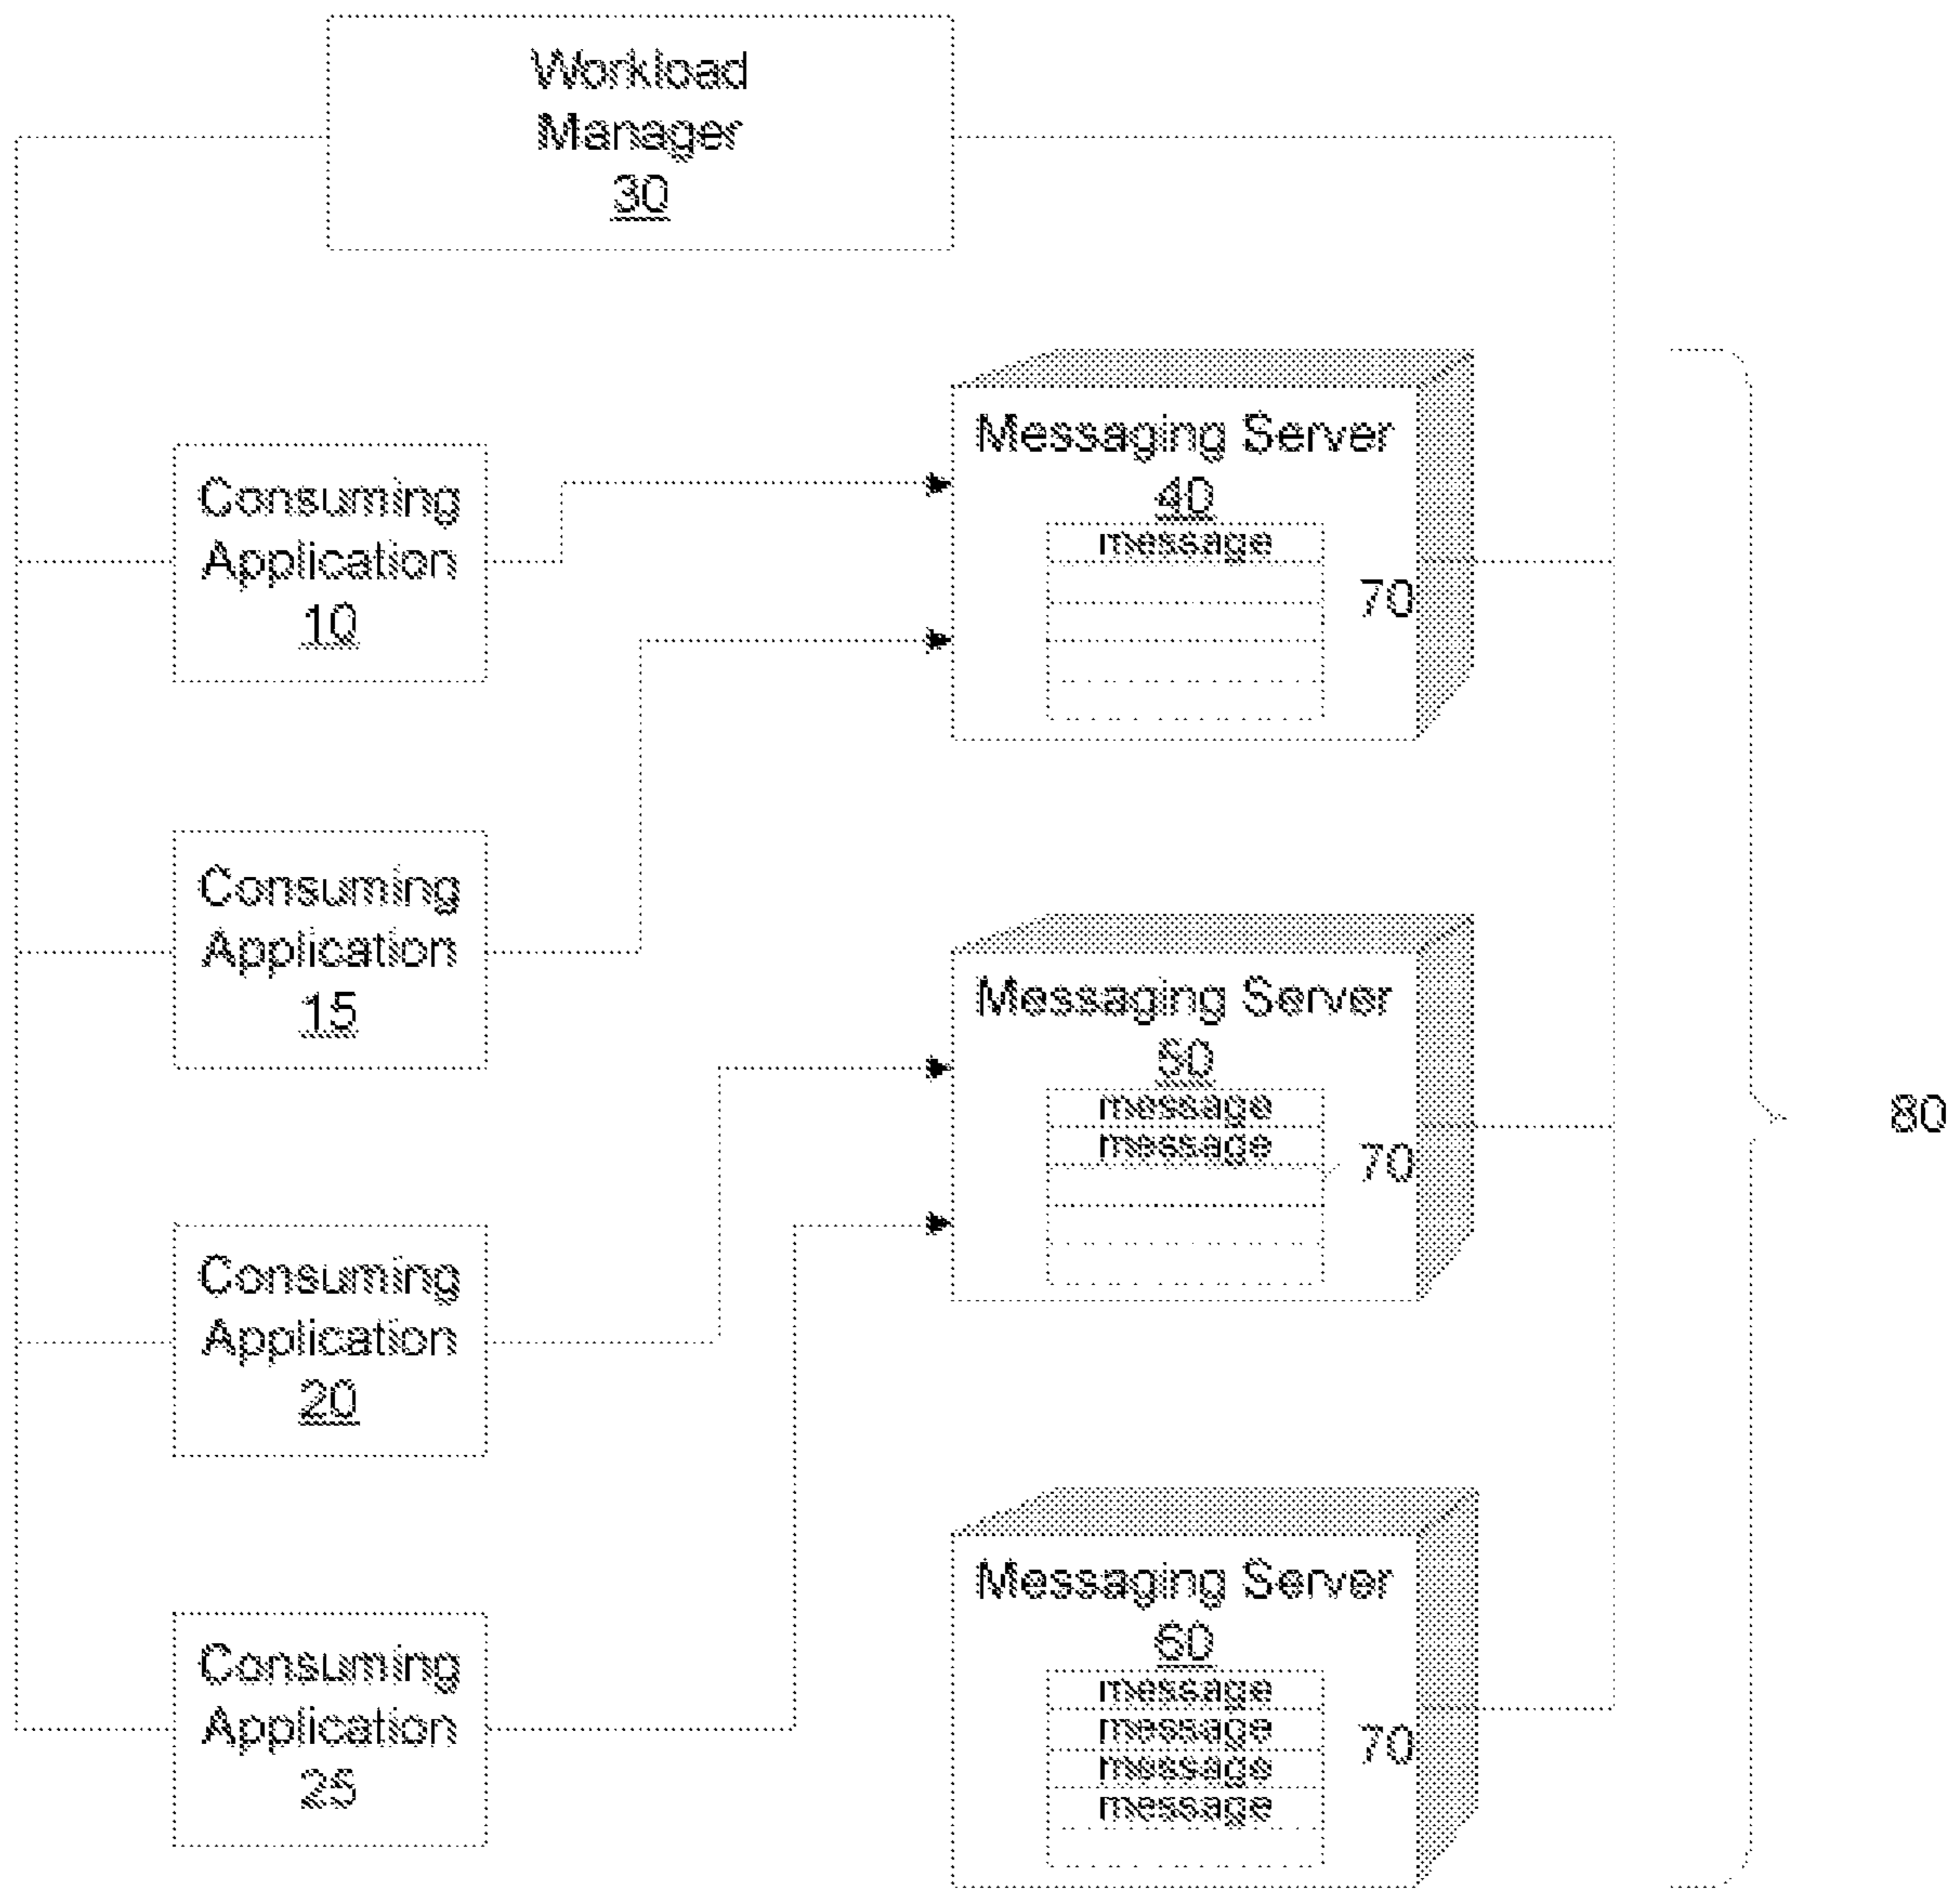 Workload
Manager
30
Consuming
Application
10
Messaging Server
40
message
70
Consuming
Application
15
Messaging Server
50
message
message
70
80
Consuming
Application
20
Consuming
Application
25
Messaging Server
60
message
message
message
message
70